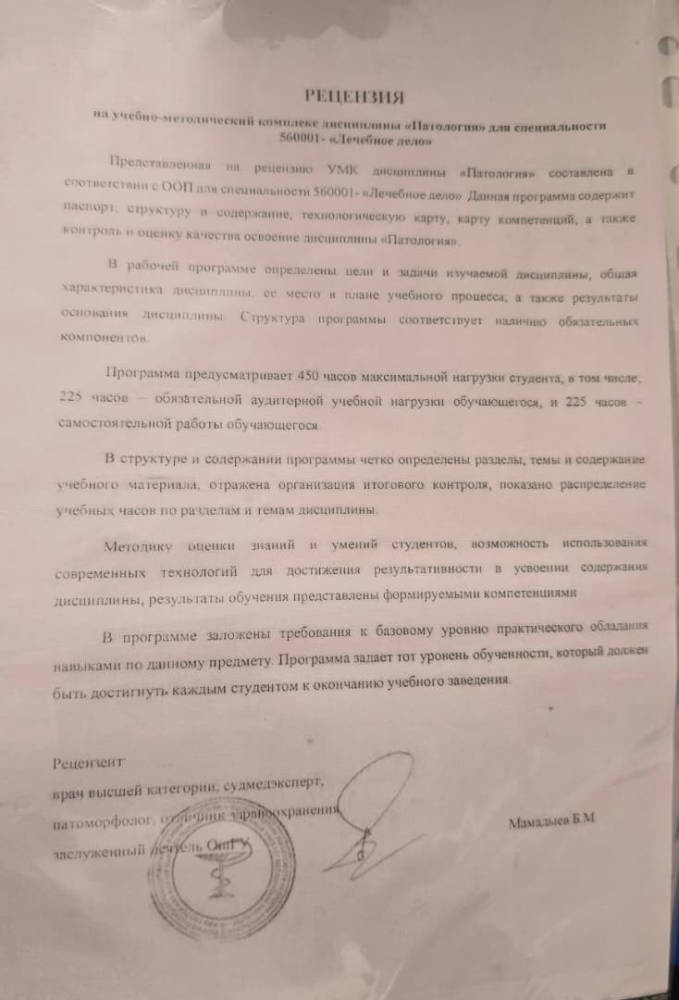 РЕЦЕНЗИЯ
на учебно-методический комплекс дисциплины «Патология» для специальности
560001- «Лечебное дело»
Представленная на рецензию УМК дисциплины «Патология» составлена в
соответствии с ООП для специальности 560001- «Лечебное дело». Данная программа содержит
паспорт, структуру и содержание, технологическую карту, карту компетенций, а также
контроль и оценку качества освоение дисциплины «Патология».
В рабочей программе определены цели и задачи изучаемой дисциплины, общая
характеристика дисциплины, ее место в плане учебного процесса, а также результаты
основания дисциплины. Структура программы соответствует наличию обязательных
компонентов.
Программа предусматривает 450 часов максимальной нагрузки студента, в том числе,
225 часов – обязательной аудиторной учебной нагрузки обучающегося, и 225 часов –
самостоятельной работы обучающегося.
В структуре и содержании программы четко определены разделы, темы и содержание
учебного материала, отражена организация итогового контроля, показано распределение
учебных часов по разделам и темам дисциплины.
Методику оценки знаний и умений студентов, возможность использования
современных технологий для достижения результативности в усвоении содержания
дисциплины, результаты обучения представлены формируемыми компетенциями
В программе заложены требования к базовому уровню практического обладания
навыками по данному предмету. Программа задает тот уровень обученности, который должен
быть достигнуть каждым студентом к окончанию учебного заведения.
Рецензент
врач высшей категории, судмедэксперт,
патоморфолог, отличник здравоохранения
заслуженный деятель ОшГУ
Мамадыев Б.М.